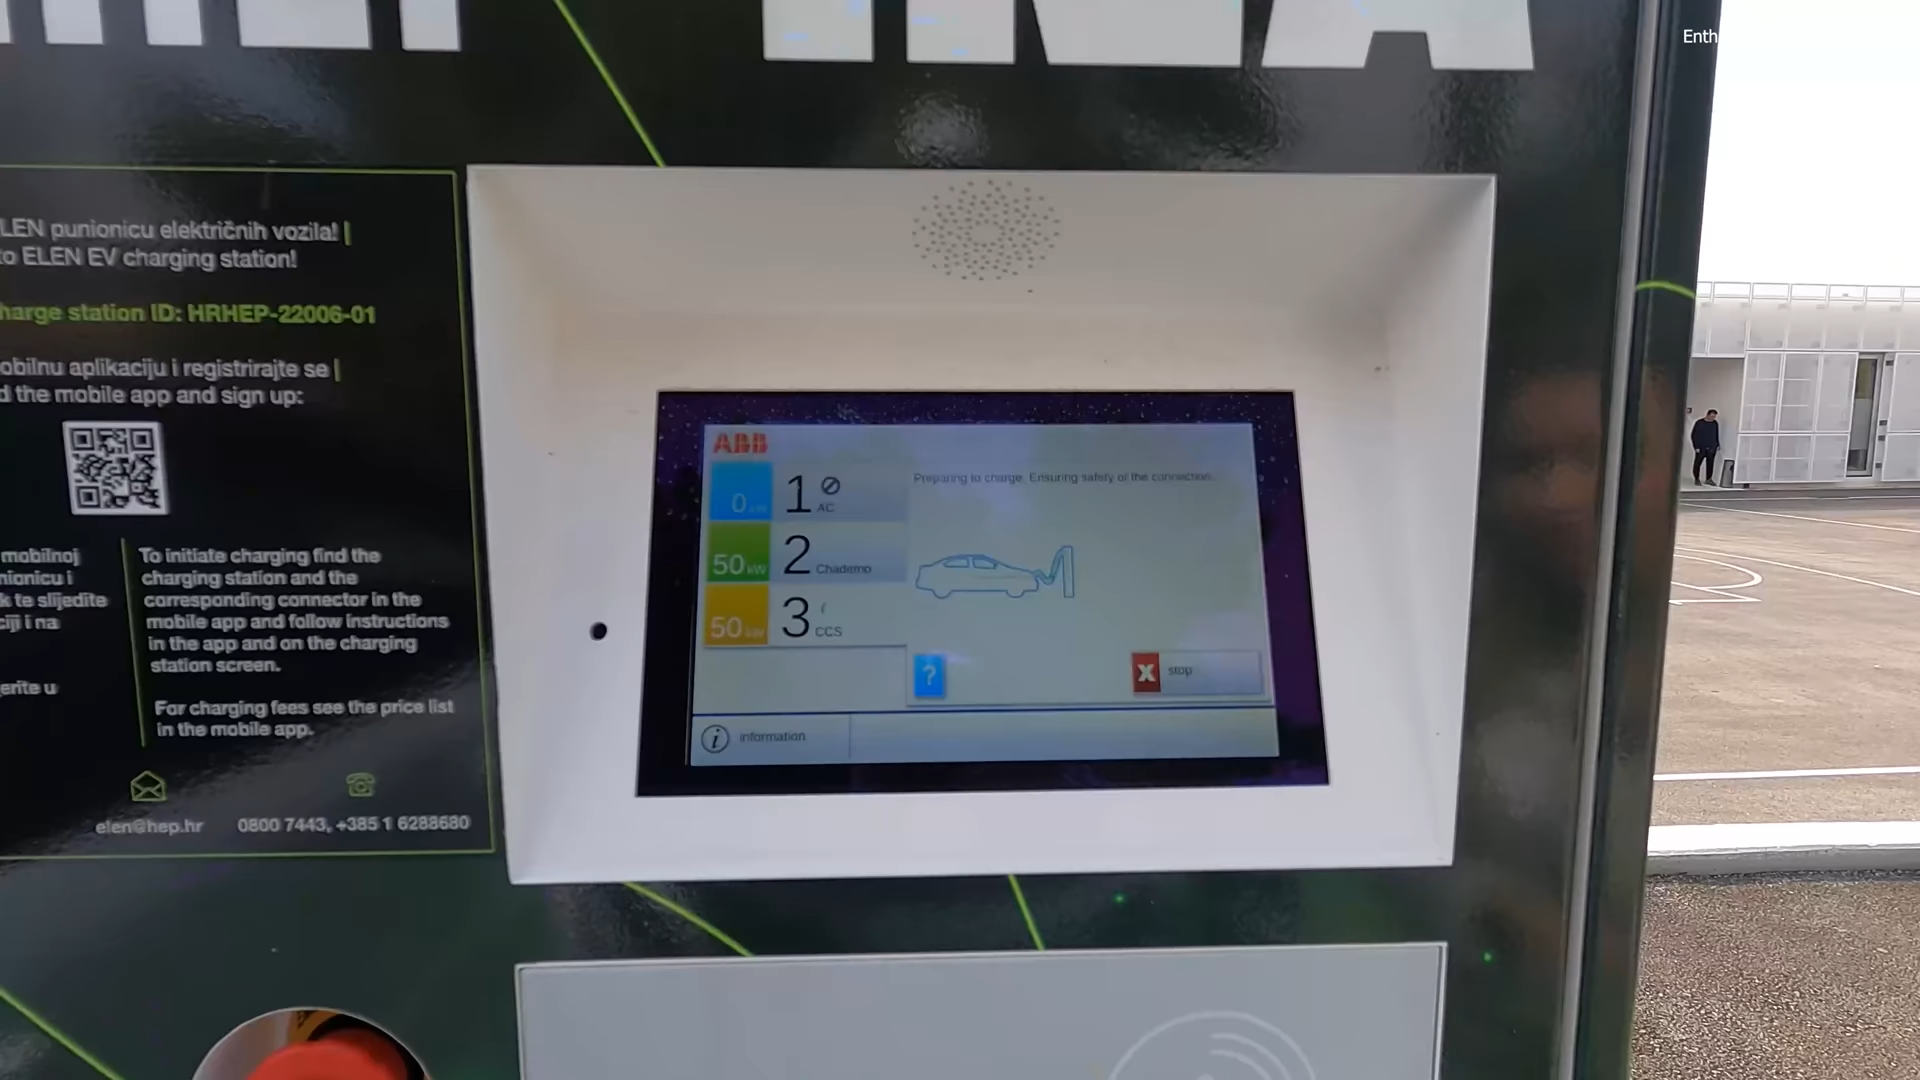 Enth
LEN punionicu električnih vozila! |
to ELEN EV charging station!
harge station ID: HRHEP-22006-01
obilnu aplikaciju i registrirajte se |
d the mobile app and sign up:
mobilnoj
nionicu i
k te slijedite
ciji i na
erite u
To initiate charging find the
charging station and the
corresponding connector in the
mobile app and follow instructions
in the app and on the charging
station screen.
For charging fees see the price list
in the mobile app.
elen@hep.hr 0800 7443, +385 1 6288680
ABB
0 kW 1 AC
50 kW 2 Chademo
50 kW 3 CCS
Preparing to charge. Ensuring safety of the connection.
? X stop
i information